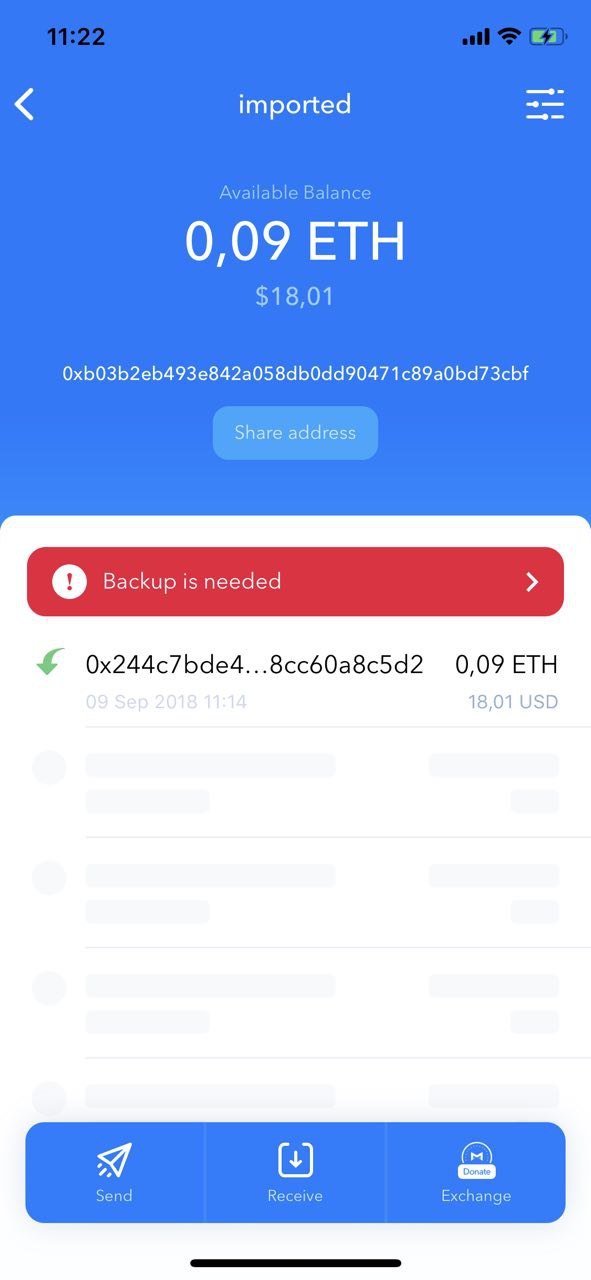 11:22
imported
Available Balance
0,09 ETH
$18,01
0xb03b2eb493e842a058db0dd90471c89a0bd73cbf
Share address
Backup is needed
0x244c7bde4...8cc60a8c5d2 0,09 ETH
09 Sep 2018 11:14 18,01 USD
Donate
Send Receive Exchange